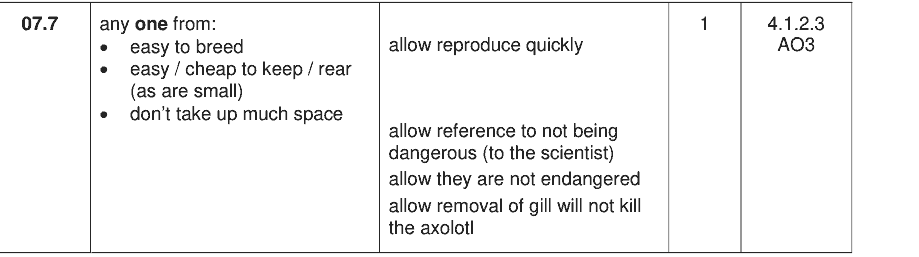 07.7
any one from:
• easy to breed
• easy / cheap to keep / rear
(as are small)
• don't take up much space
allow reproduce quickly
allow reference to not being
dangerous (to the scientist)
allow they are not endangered
allow removal of gill will not kill
the axolotl
1
4.1.2.3
AO3